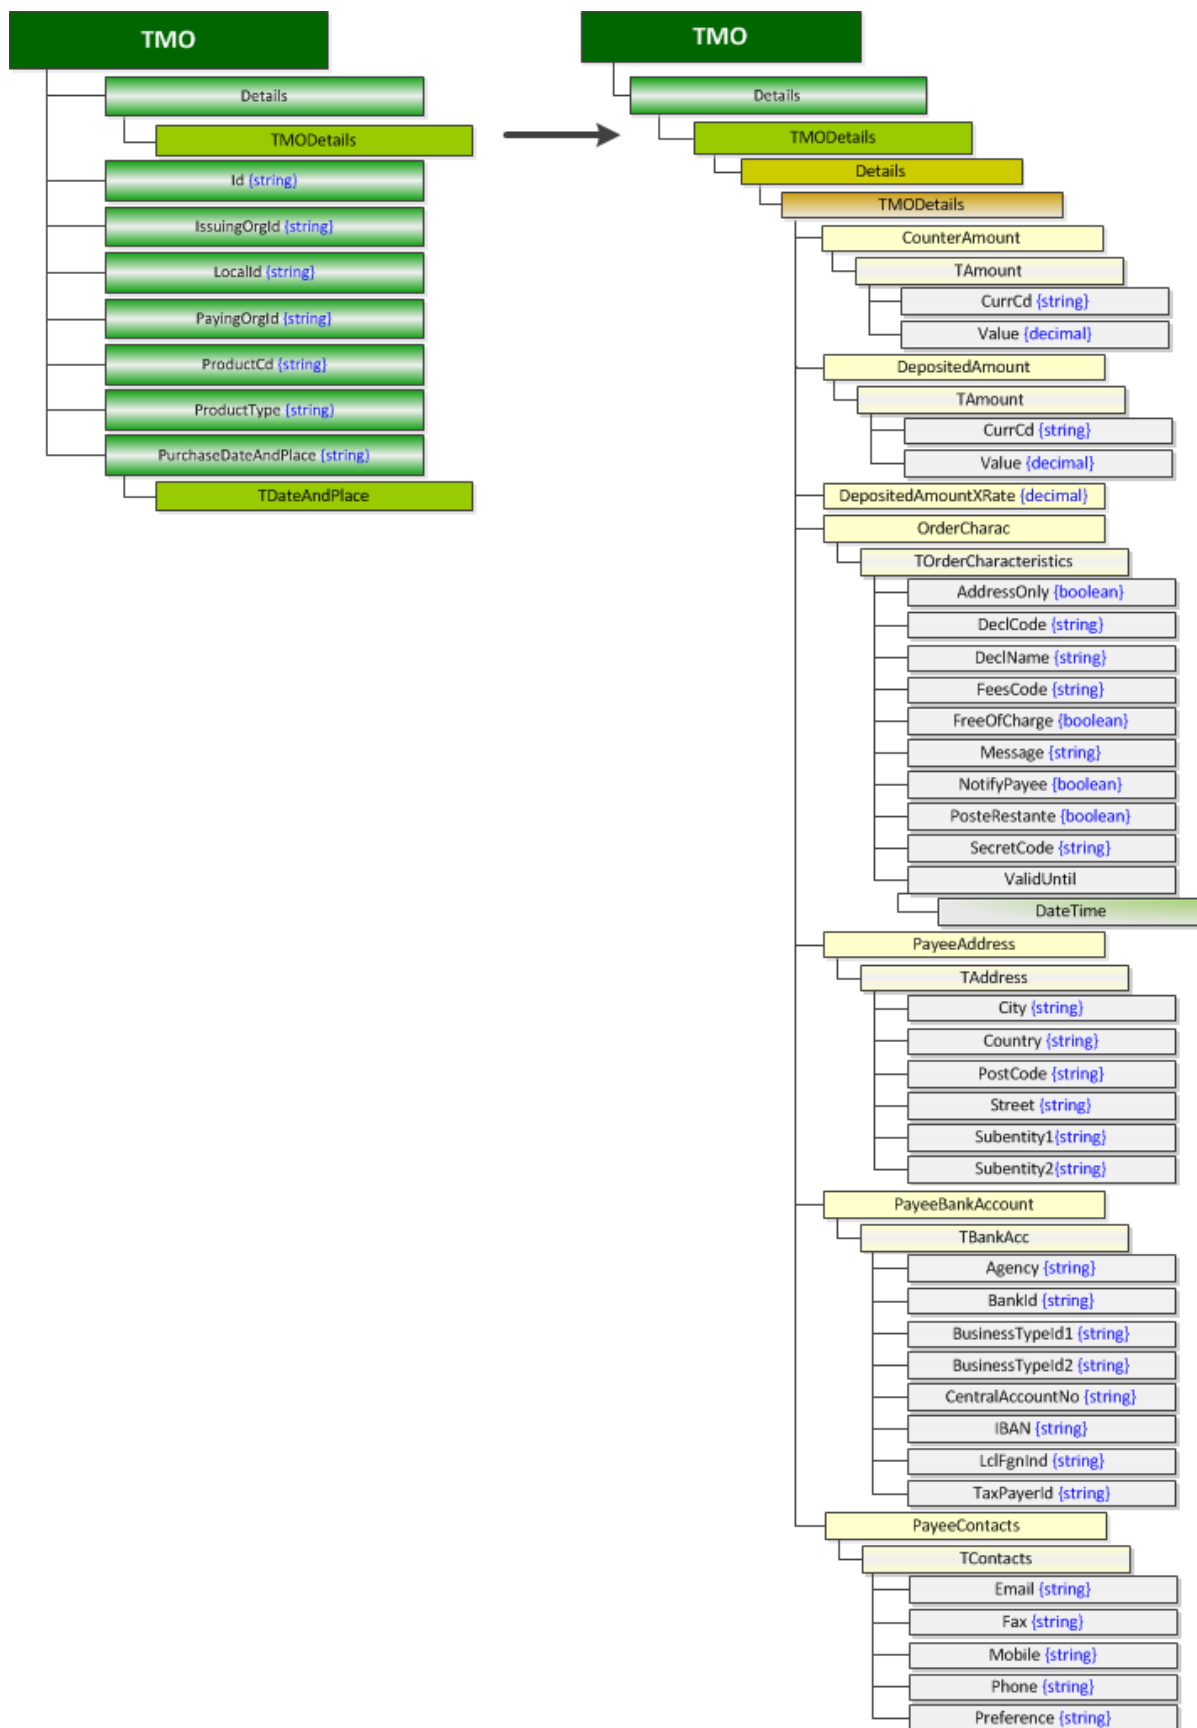 TMO
Details
TMODetails
Id {string}
IssuingOrgId {string}
LocalId {string}
PayingOrgId {string}
ProductCd {string}
ProductType {string}
PurchaseDateAndPlace {string}
TDateAndPlace
TMO
Details
TMODetails
Details
TMODetails
CounterAmount
TAmount
CurrCd {string}
Value {decimal}
DepositedAmount
TAmount
CurrCd {string}
Value {decimal}
DepositedAmountXRate {decimal}
OrderCharac
TOrderCharacteristics
AddressOnly {boolean}
DeclCode {string}
DeclName {string}
FeesCode {string}
FreeOfCharge {boolean}
Message {string}
NotifyPayee {boolean}
PosteRestante {boolean}
SecretCode {string}
ValidUntil
DateTime
PayeeAddress
TAddress
City {string}
Country {string}
PostCode {string}
Street {string}
Subentity1{string}
Subentity2{string}
PayeeBankAccount
TBankAcc
Agency {string}
BankId {string}
BusinessTypeId1 {string}
BusinessTypeId2 {string}
CentralAccountNo {string}
IBAN {string}
LclFgnInd {string}
TaxPayerId {string}
PayeeContacts
TContacts
Email {string}
Fax {string}
Mobile {string}
Phone {string}
Preference {string}